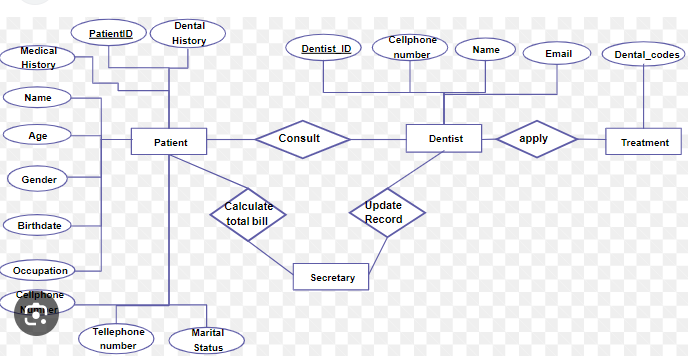 PatientID
Dental
History
Medical
History
Dentist_ID
Cellphone
number
Name
Email
Dental_codes
Name
Age
Gender
Birthdate
Occupation
Cellphone
Number
Tellephone
number
Marital
Status
Patient
Consult
Dentist
apply
Treatment
Calculate
total bill
Update
Record
Secretary